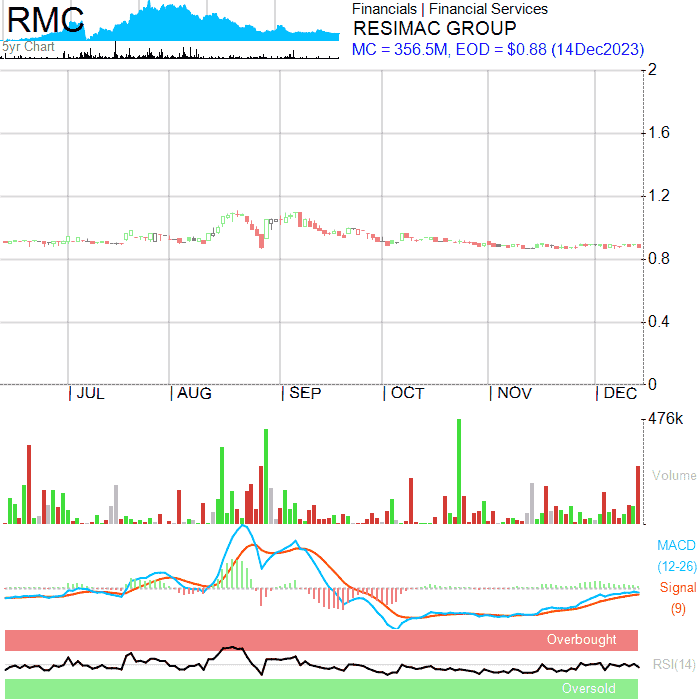 RMC
5yr Chart
Financials | Financial Services
RESIMAC GROUP
MC = 356.5M, EOD = $0.88 (14Dec2023)
2
1.6
1.2
0.8
0.4
0
JUL AUG SEP OCT NOV DEC
476k
Volume
MACD
(12-26)
Signal
(9)
Overbought
RSI(14)
Oversold